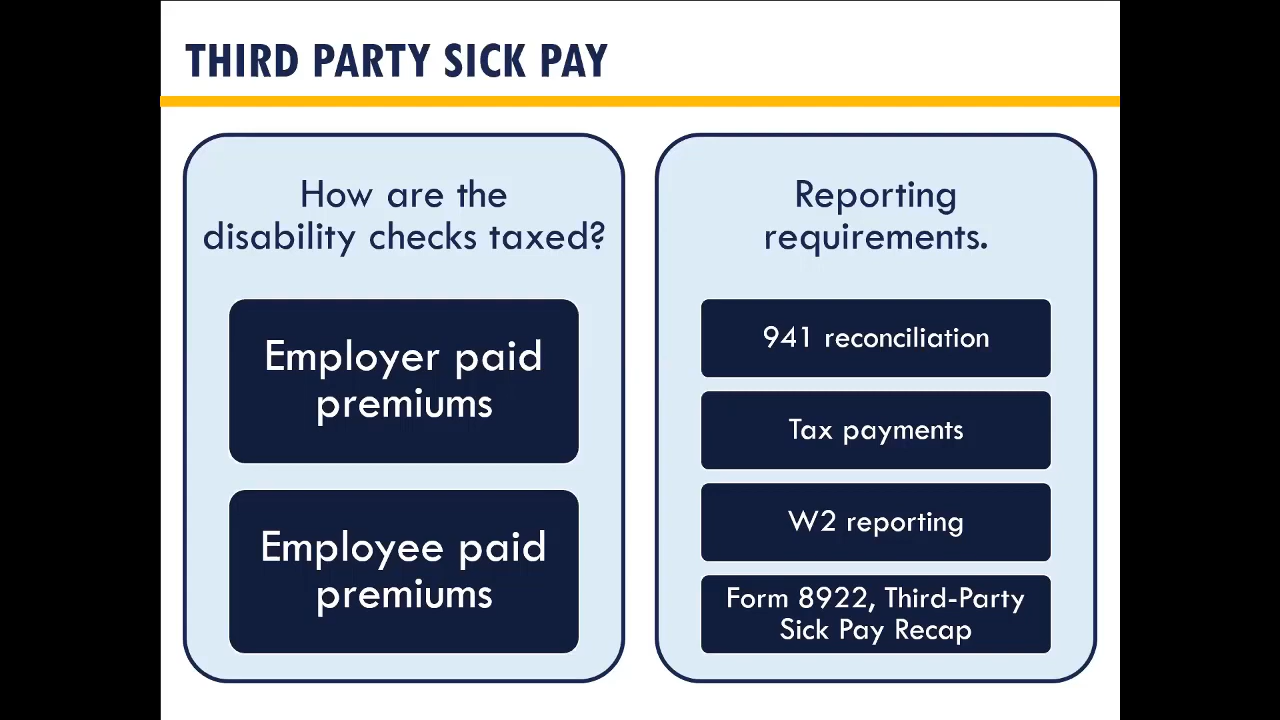 THIRD PARTY SICK PAY
How are the
disability checks taxed?
Employer paid
premiums
Employee paid
premiums
Reporting
requirements.
941 reconciliation
Tax payments
W2 reporting
Form 8922, Third-Party
Sick Pay Recap